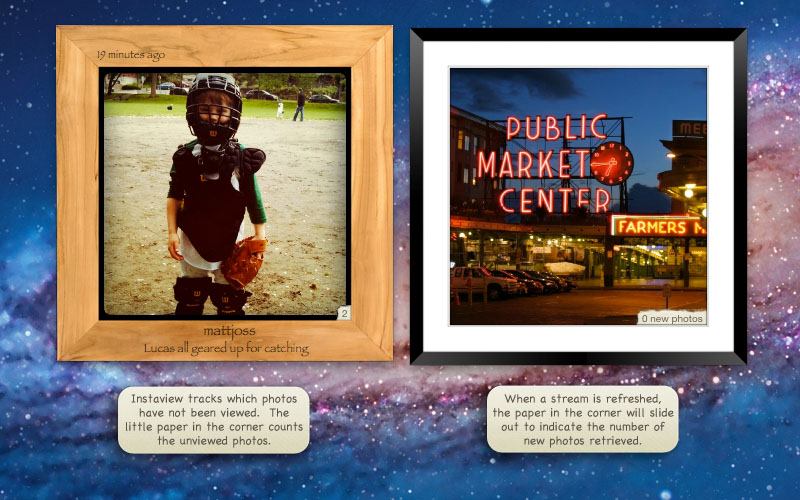 19 minutes ago
2
mattjoss
Lucas all geared up for catching
PUBLIC
MARKET
CENTER
FARMERS M
MEE
0 new photos
Instaview tracks which photos
have not been viewed. The
little paper in the corner counts
the unviewed photos.
When a stream is refreshed,
the paper in the corner will slide
out to indicate the number of
new photos retrieved.